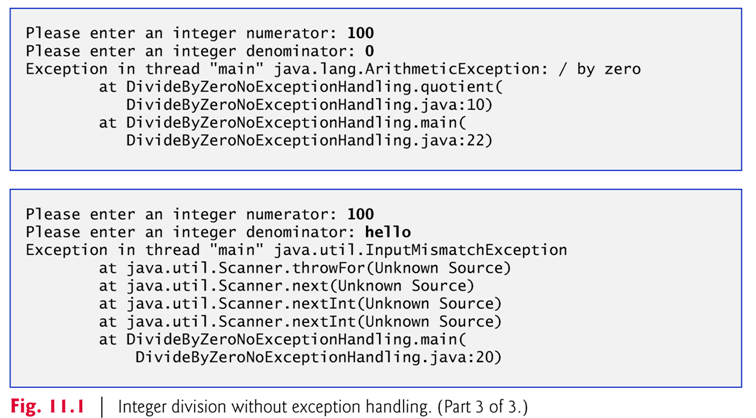 Please enter an integer numerator: 100
Please enter an integer denominator: 0
Exception in thread "main" java.lang.ArithmeticException: / by zero
at DivideByZeroNoExceptionHandling.quotient(
DivideByZeroNoExceptionHandling.java:10)
at DivideByZeroNoExceptionHandling.main(
DivideByZeroNoExceptionHandling.java:22)
Please enter an integer numerator: 100
Please enter an integer denominator: hello
Exception in thread "main" java.util.InputMismatchException
at java.util.Scanner.throwFor(Unknown Source)
at java.util.Scanner.next(Unknown Source)
at java.util.Scanner.nextInt(Unknown Source)
at java.util.Scanner.nextInt(Unknown Source)
at DivideByZeroNoExceptionHandling.main(
DivideByZeroNoExceptionHandling.java:20)
Fig. 11.1 | Integer division without exception handling. (Part 3 of 3.)